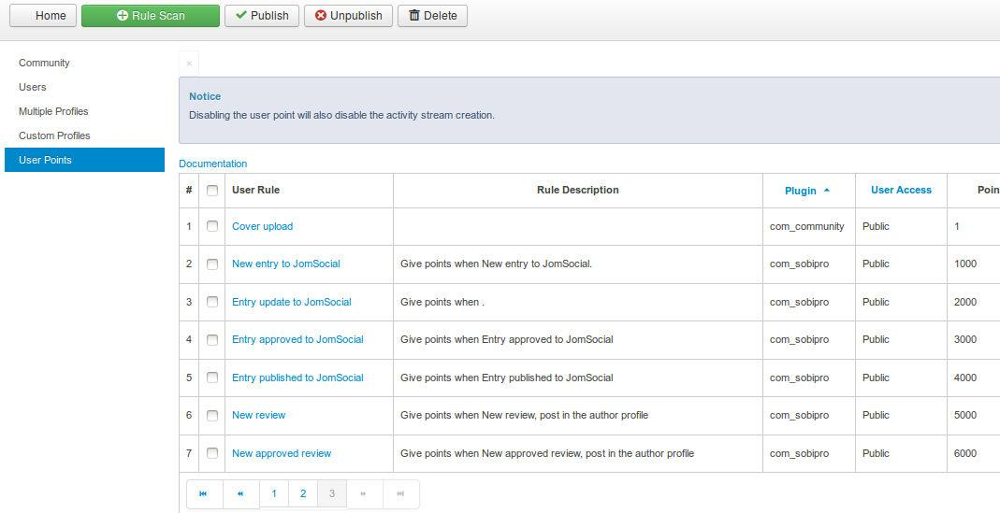 Home Rule Scan Publish Unpublish Delete
Community
Users
Multiple Profiles
Custom Profiles
User Points
×
Notice
Disabling the user point will also disable the activity stream creation.
Documentation
# User Rule Rule Description Plugin User Access Poin
1 Cover upload com_community Public 1
2 New entry to JomSocial Give points when New entry to JomSocial. com_sobipro Public 1000
3 Entry update to JomSocial Give points when . com_sobipro Public 2000
4 Entry approved to JomSocial Give points when Entry approved to JomSocial com_sobipro Public 3000
5 Entry published to JomSocial Give points when Entry published to JomSocial com_sobipro Public 4000
6 New review Give points when New review, post in the author profile com_sobipro Public 5000
7 New approved review Give points when New approved review, post in the author profile com_sobipro Public 6000
1 2 3